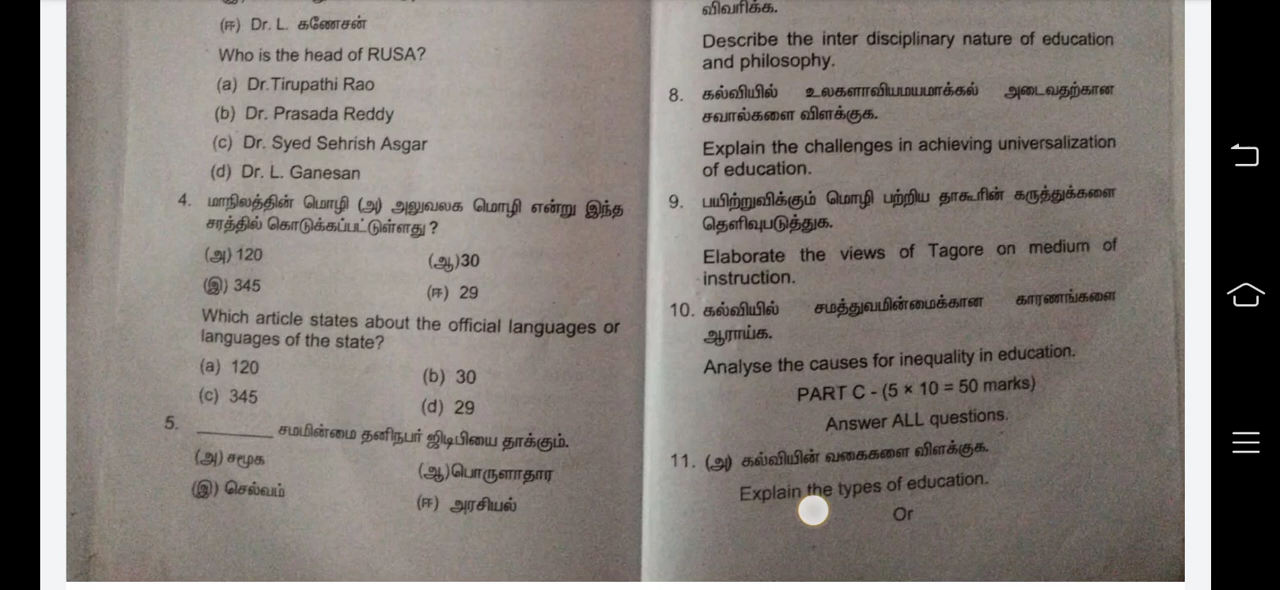 (ஈ) Dr. L. கணேசன்
Who is the head of RUSA?
(a) Dr.Tirupathi Rao
(b) Dr. Prasada Reddy
(c) Dr. Syed Sehrish Asgar
(d) Dr. L. Ganesan
4. மாநிலத்தின் மொழி (அ) அலுவலக மொழி என்று இந்த
சரத்தில் கொடுக்கப்பட்டுள்ளது ?
(அ) 120 (ஆ)30
(இ) 345 (ஈ) 29
Which article states about the official languages or
languages of the state?
(a) 120 (b) 30
(c) 345 (d) 29
5. ________ சமமின்மை தனிநபர் ஜிடிபியை தாக்கும்.
(அ) சமூக (ஆ)பொருளாதார
(இ) செல்வம் (ஈ) அரசியல்
விவரிக்க.
Describe the inter disciplinary nature of education
and philosophy.
8. கல்வியில் உலகளாவியமயமாக்கல் அடைவதற்கான
சவால்களை விளக்குக.
Explain the challenges in achieving universalization
of education.
9. பயிற்றுவிக்கும் மொழி பற்றிய தாகூரின் கருத்துக்களை
தெளிவுபடுத்துக.
Elaborate the views of Tagore on medium of
instruction.
10. கல்வியில் சமத்துவமின்மைக்கான காரணங்களை
ஆராய்க.
Analyse the causes for inequality in education.
PART C - (5 × 10 = 50 marks)
Answer ALL questions.
11. (அ) கல்வியின் வகைகளை விளக்குக.
Explain the types of education.
Or